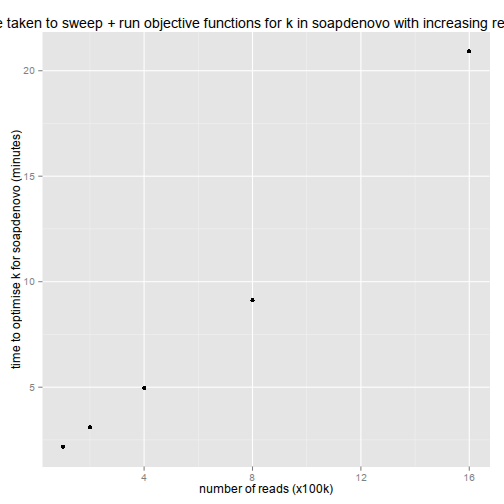 e taken to sweep + run objective functions for k in soapdenovo with increasing re
time to optimise k for soapdenovo (minutes)
20
15
10
5
4
8
12
16
number of reads (x100k)